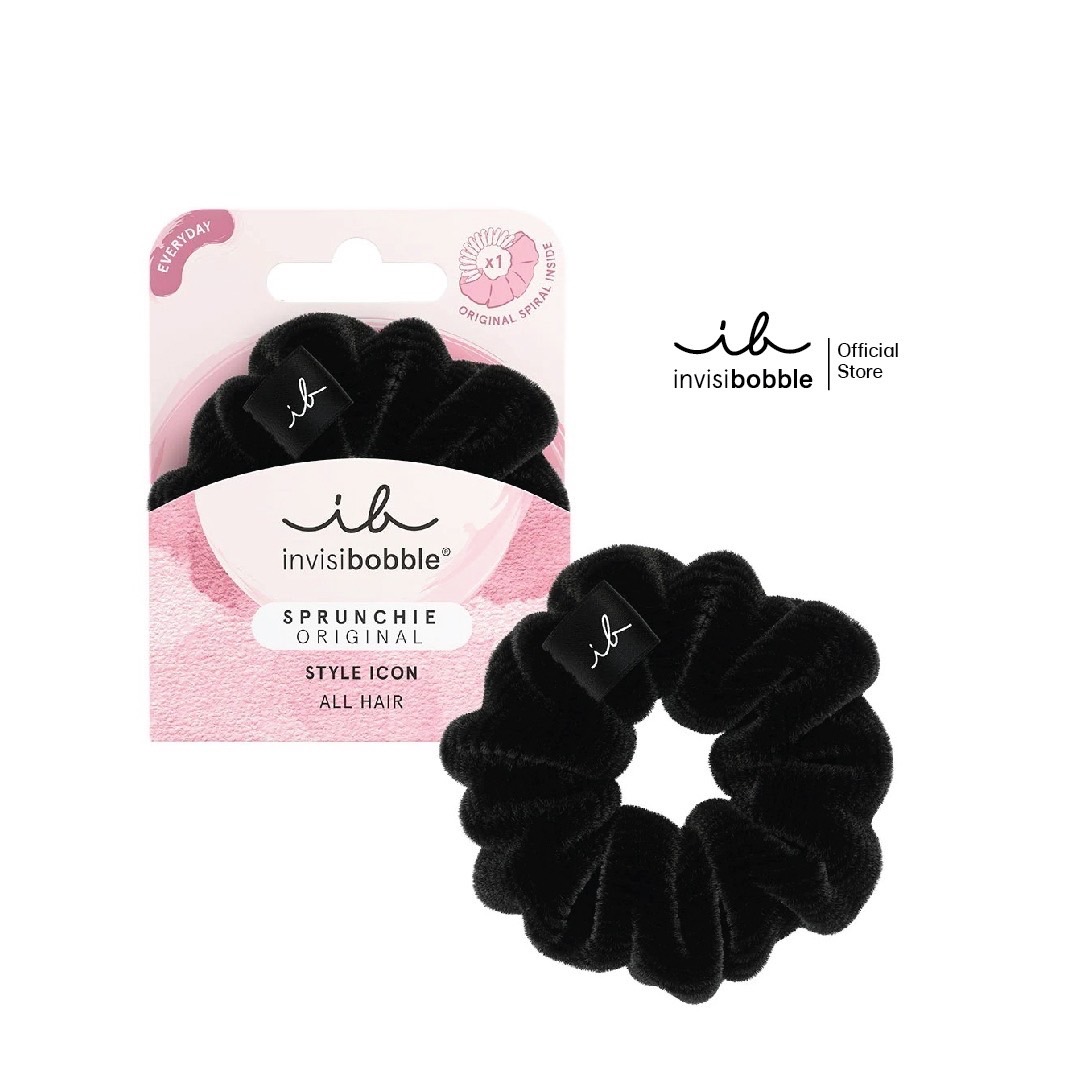 EVERYDAY
x1
ORIGINAL SPIRAL INSIDE
ib
ib
invisibobble®
SPRUNCHIE
ORIGINAL
STYLE ICON
ALL HAIR
ib
invisibobble
Official
Store
ib